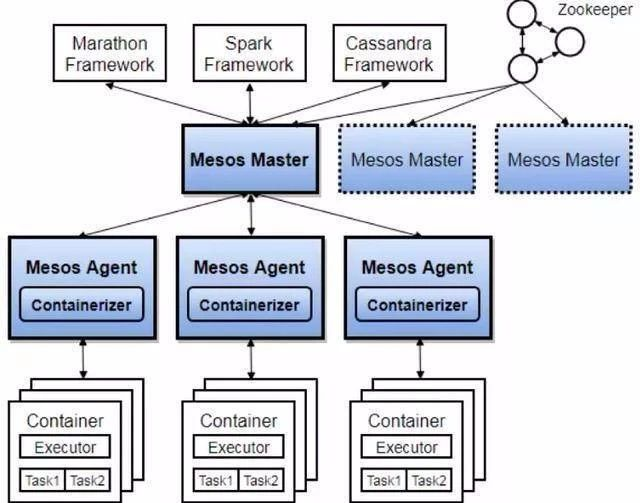 Zookeeper
Marathon
Framework
Spark
Framework
Cassandra
Framework
Mesos Master
Mesos Master
Mesos Master
Mesos Agent
Containerizer
Mesos Agent
Containerizer
Mesos Agent
Containerizer
Container
Executor
Task1 Task2
Container
Executor
Task1 Task2
Container
Executor
Task1 Task2